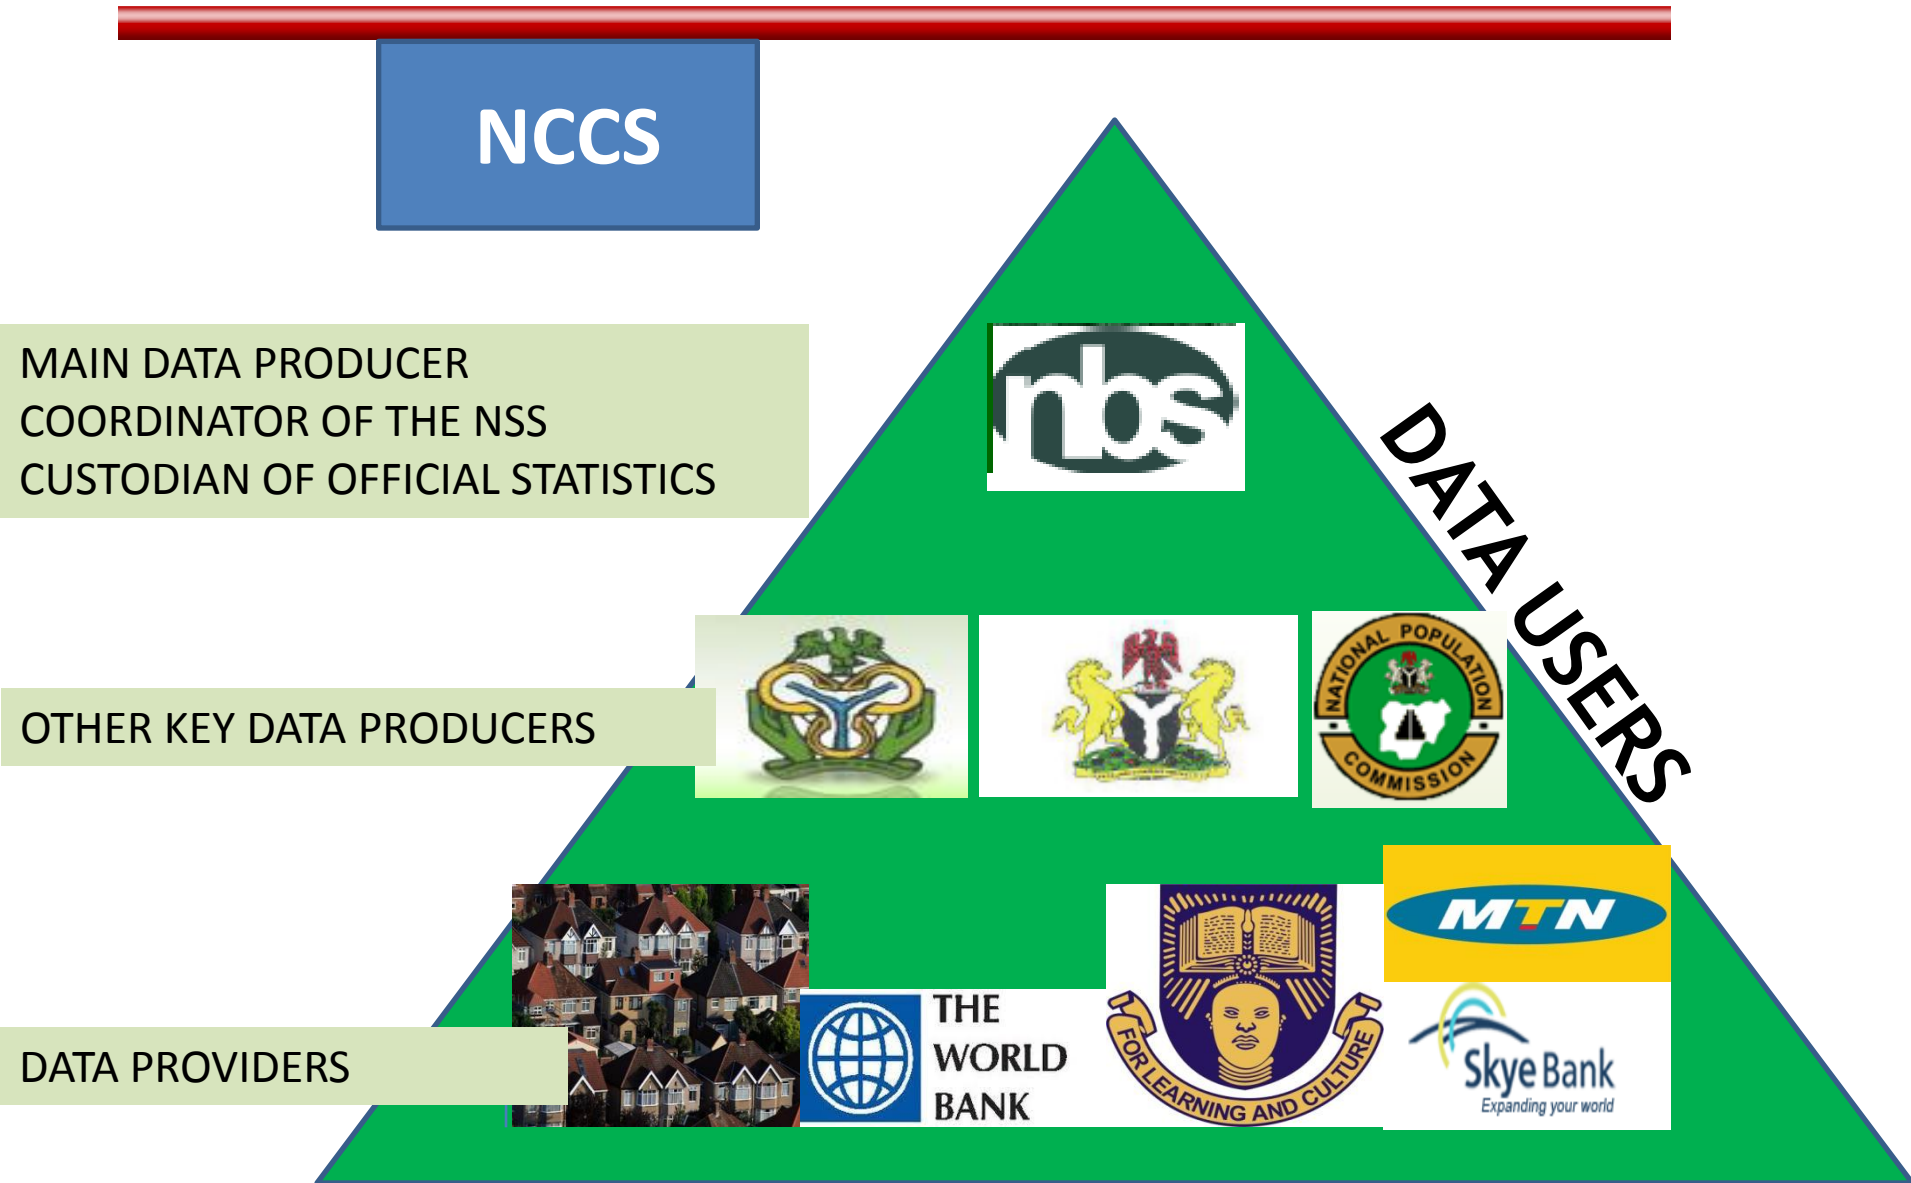 NCCS
MAIN DATA PRODUCER
COORDINATOR OF THE NSS
CUSTODIAN OF OFFICIAL STATISTICS
nbs
DATA USERS
OTHER KEY DATA PRODUCERS
NATIONAL POPULATION
COMMISSION
DATA PROVIDERS
THE
WORLD
BANK
FOR LEARNING AND CULTURE
MTN
Skye Bank
Expanding your world